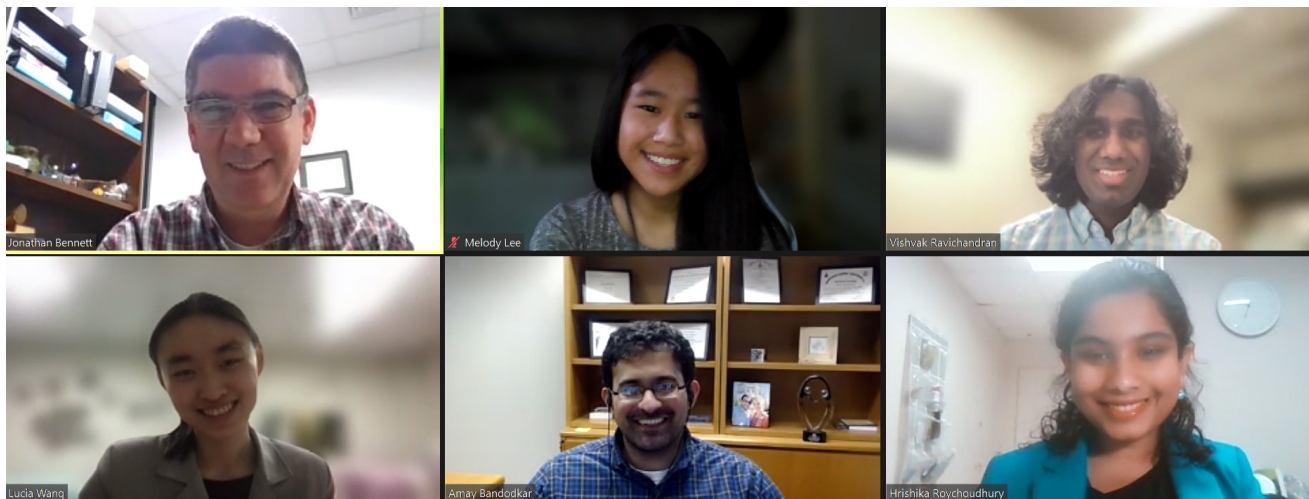 Jonathan Bennett
Melody Lee
Vishvak Ravichandran
Lucia Wang
Amay Bandodkar
Hrishika Roychoudhury